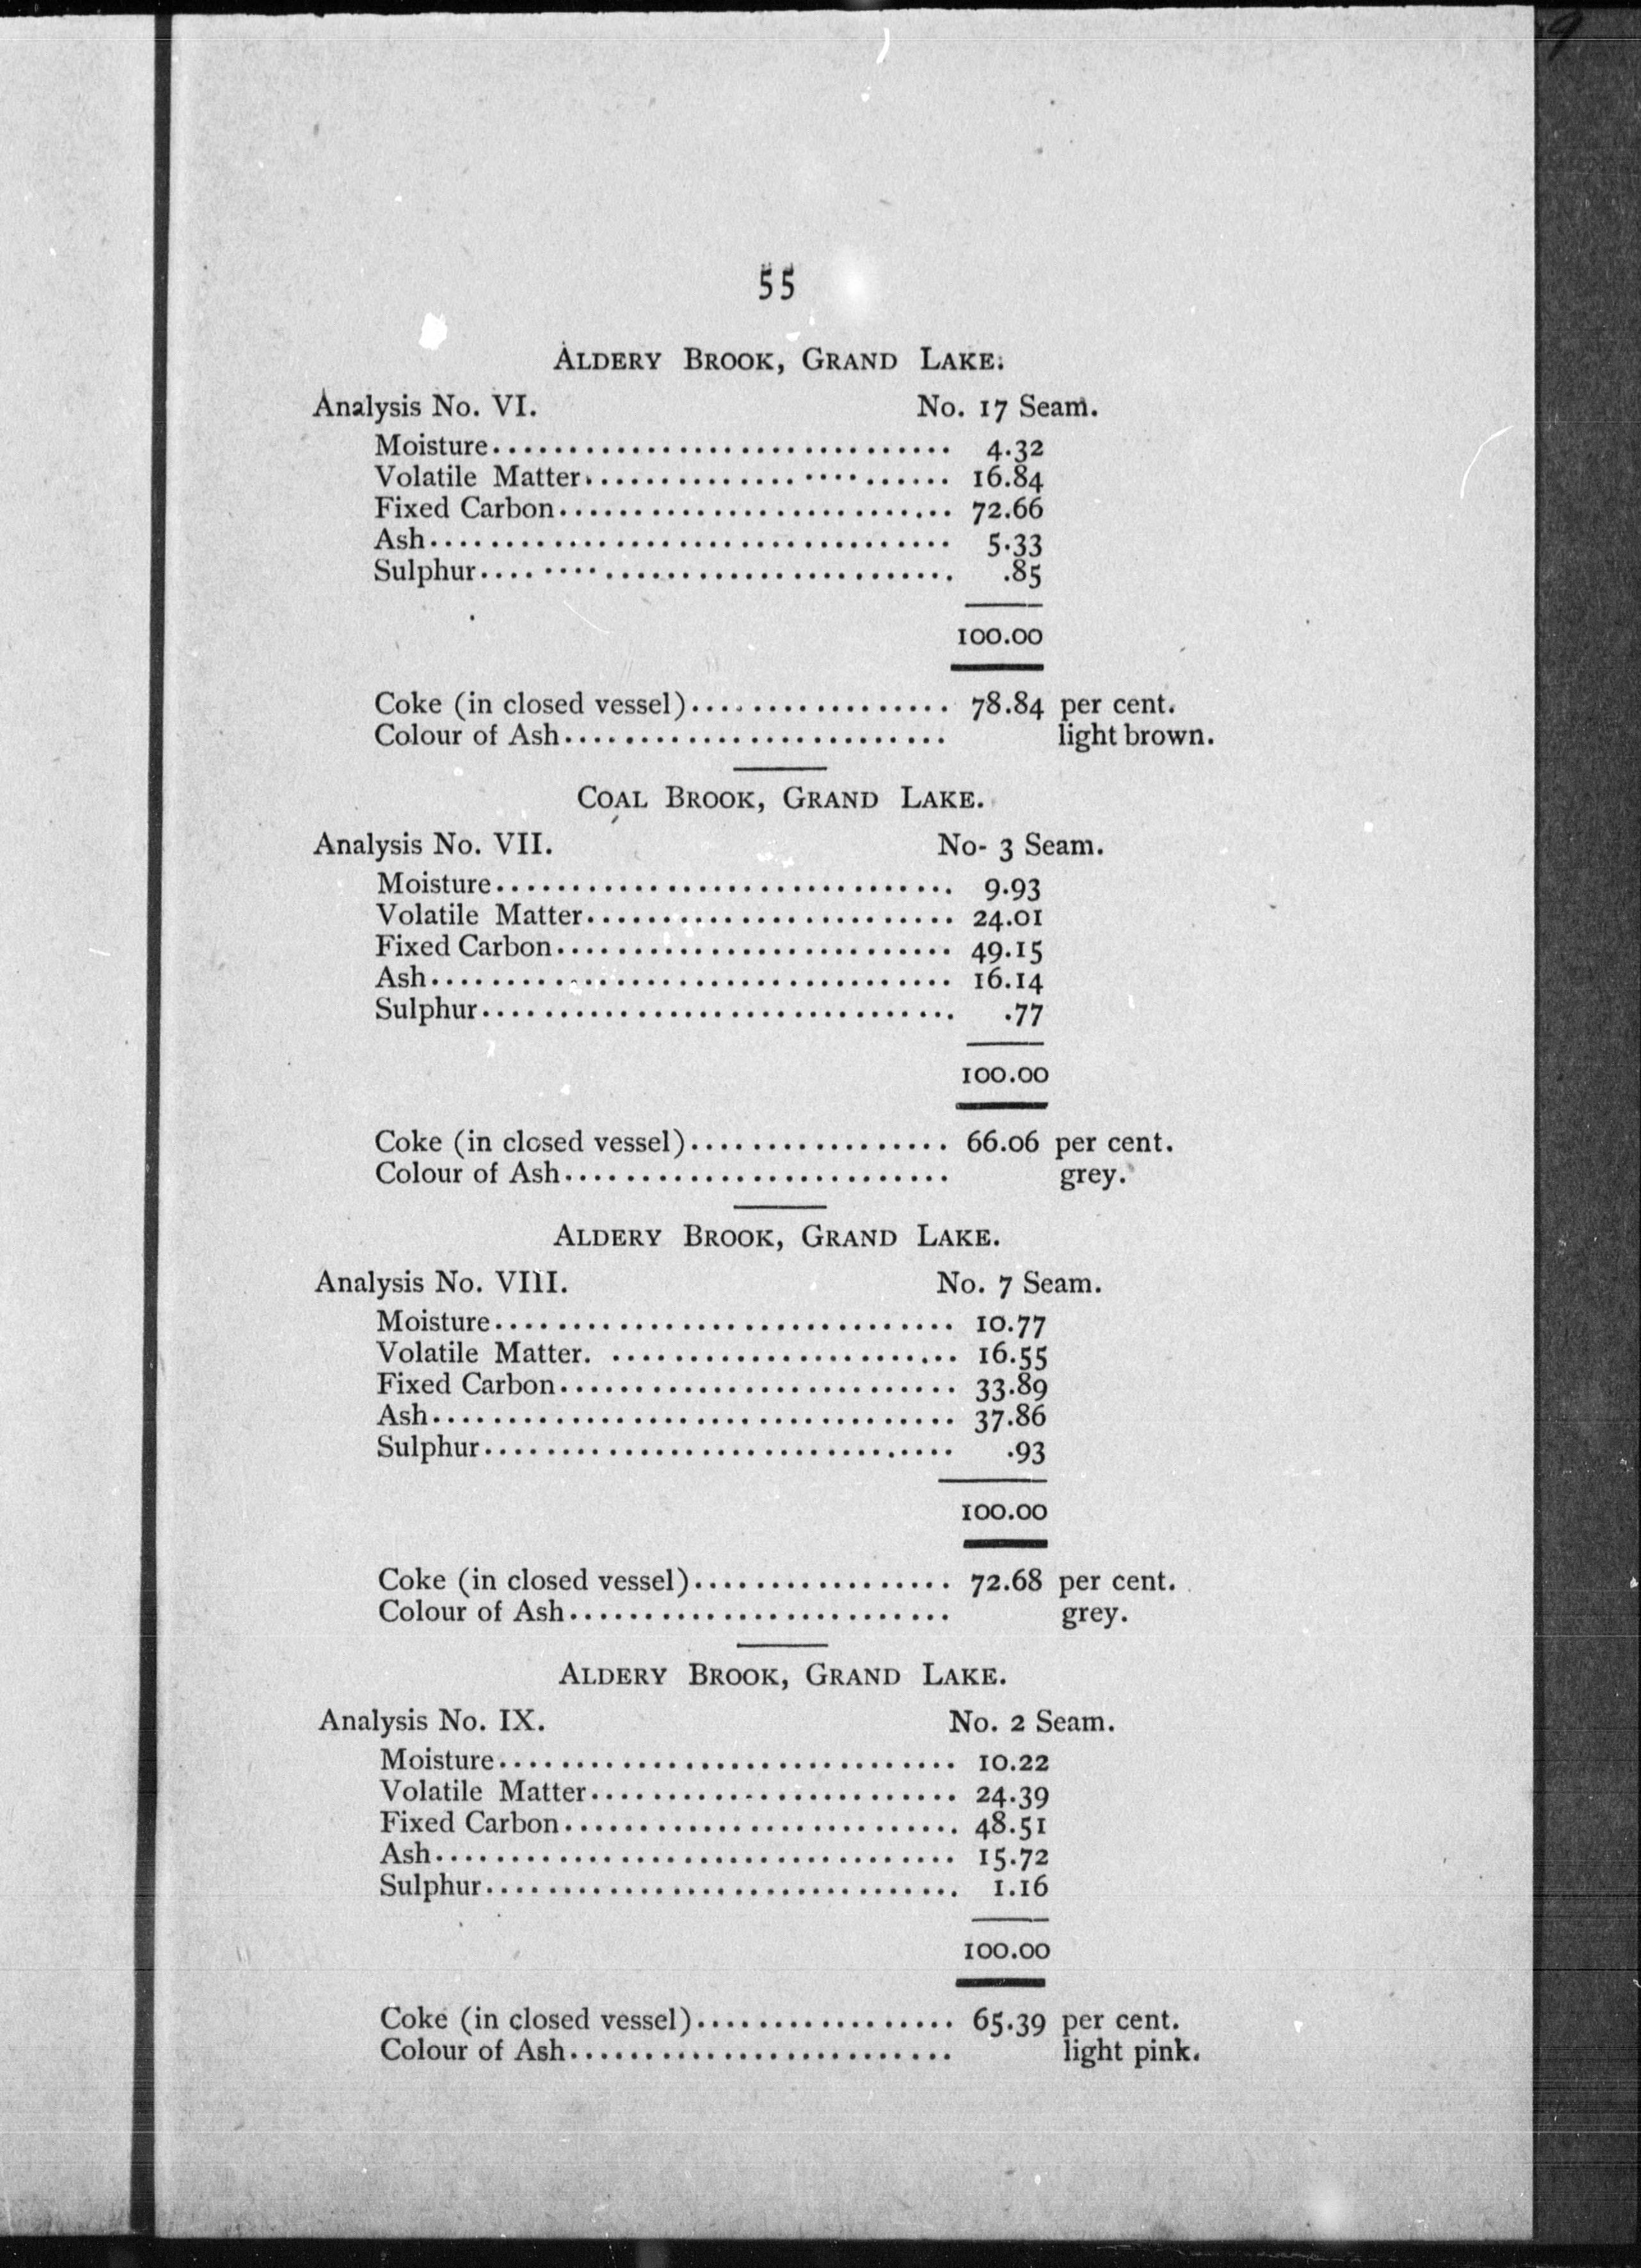 9
55
ALDERY BROOK, GRAND LAKE.
Analysis No. VI. No. 17 Seam.
Moisture.............................. 4.32
Volatile Matter........................ 16.84
Fixed Carbon.......................... 72.66
Ash.................................. 5.33
Sulphur.............................. .85
100.00
Coke (in closed vessel)................. 78.84 per cent.
Colour of Ash......................... light brown.
COAL BROOK, GRAND LAKE.
Analysis No. VII. No- 3 Seam.
Moisture.............................. 9.93
Volatile Matter........................ 24.01
Fixed Carbon.......................... 49.15
Ash.................................. 16.14
Sulphur.............................. .77
100.00
Coke (in closed vessel)................. 66.06 per cent.
Colour of Ash......................... grey.
ALDERY BROOK, GRAND LAKE.
Analysis No. VIII. No. 7 Seam.
Moisture.............................. 10.77
Volatile Matter. ....................... 16.55
Fixed Carbon.......................... 33.89
Ash.................................. 37.86
Sulphur.............................. .93
100.00
Coke (in closed vessel)................. 72.68 per cent.
Colour of Ash......................... grey.
ALDERY BROOK, GRAND LAKE.
Analysis No. IX. No. 2 Seam.
Moisture.............................. 10.22
Volatile Matter........................ 24.39
Fixed Carbon.......................... 48.51
Ash.................................. 15.72
Sulphur.............................. 1.16
100.00
Coke (in closed vessel)................. 65.39 per cent.
Colour of Ash......................... light pink.